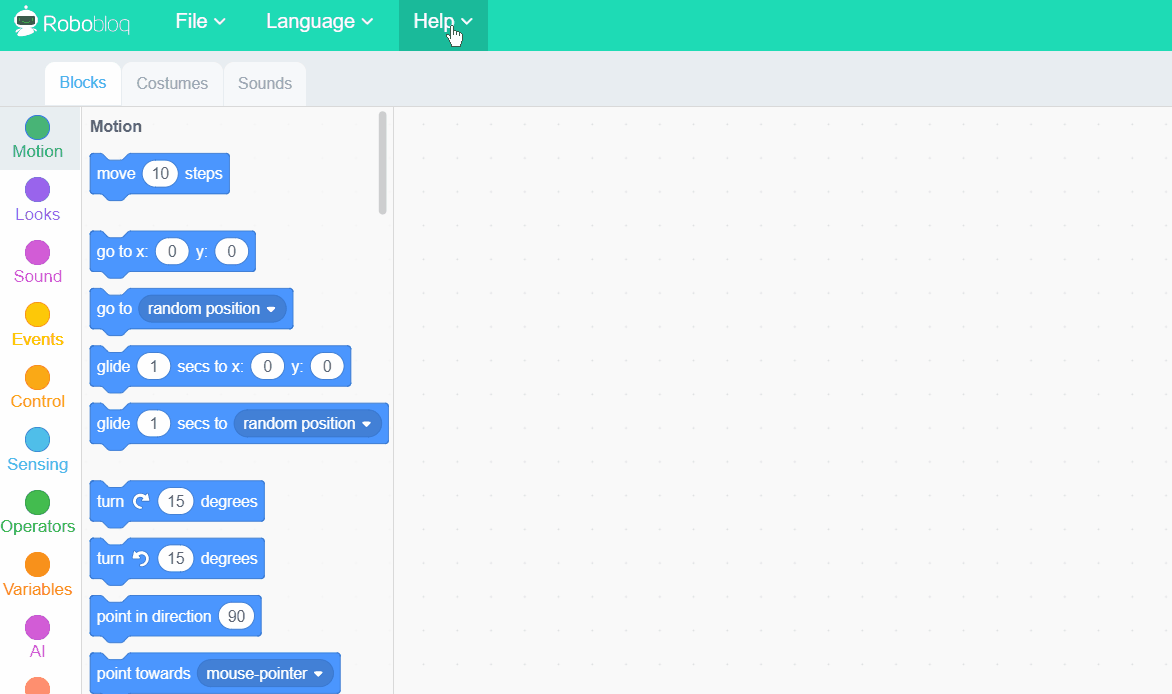 Robobloq File Language Help
Blocks Costumes Sounds
Motion
Looks
Sound
Events
Control
Sensing
Operators
Variables
AI
Motion
move 10 steps
go to x: 0 y: 0
go to random position
glide 1 secs to x: 0 y: 0
glide 1 secs to random position
turn 15 degrees
turn 15 degrees
point in direction 90
point towards mouse-pointer